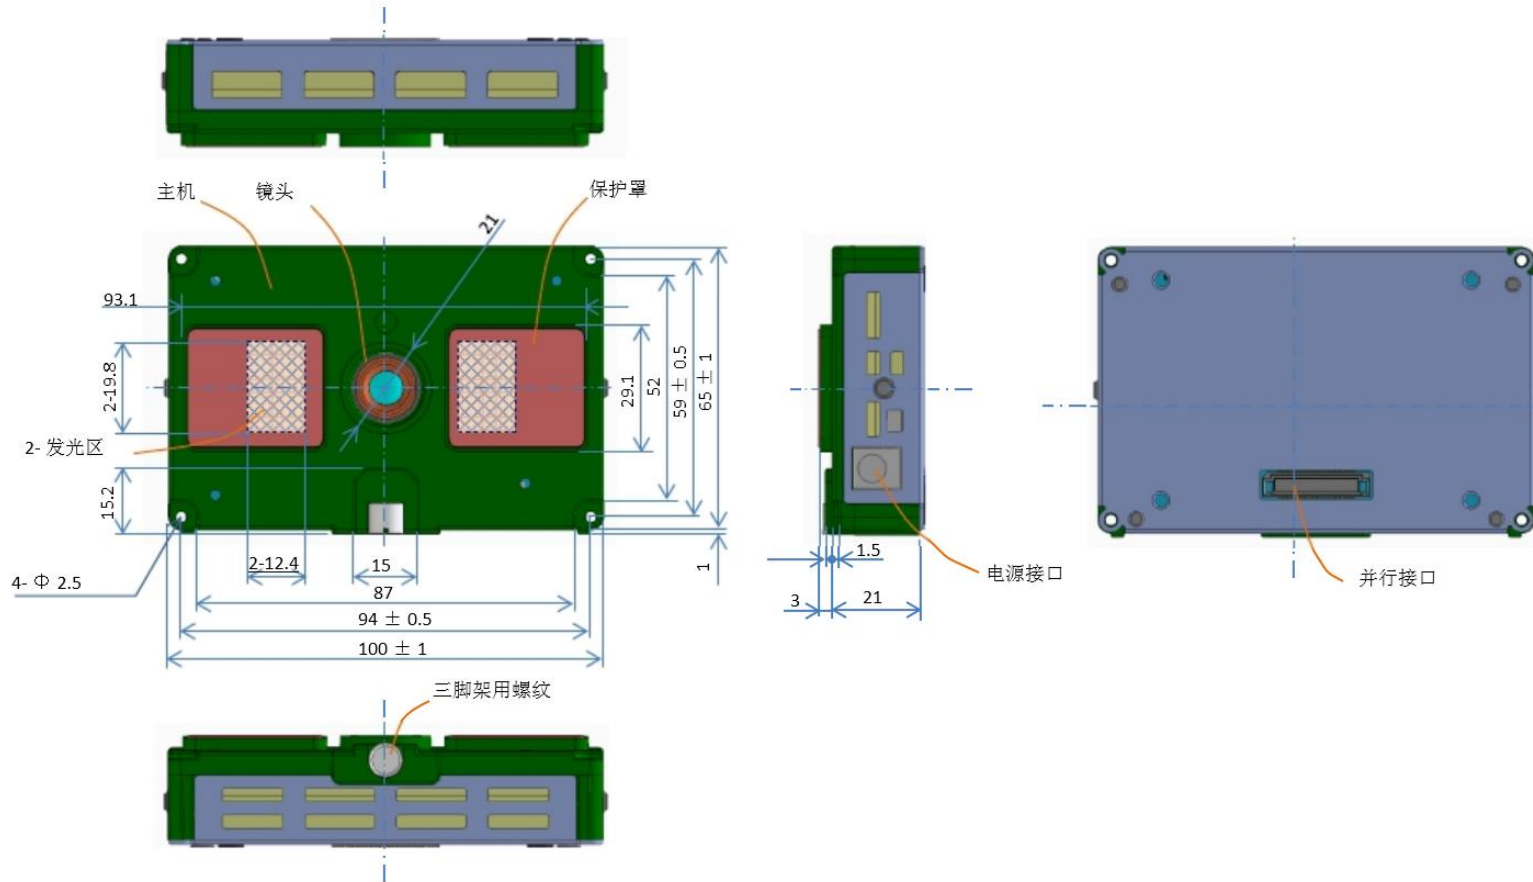 主机
镜头
保护罩
21
93.1
2-19.8
29.1
52
59 ± 0.5
65 ± 1
2- 发光区
15.2
4- Φ 2.5
2-12.4
15
1
87
94 ± 0.5
100 ± 1
1.5
3
21
电源接口
并行接口
三脚架用螺纹